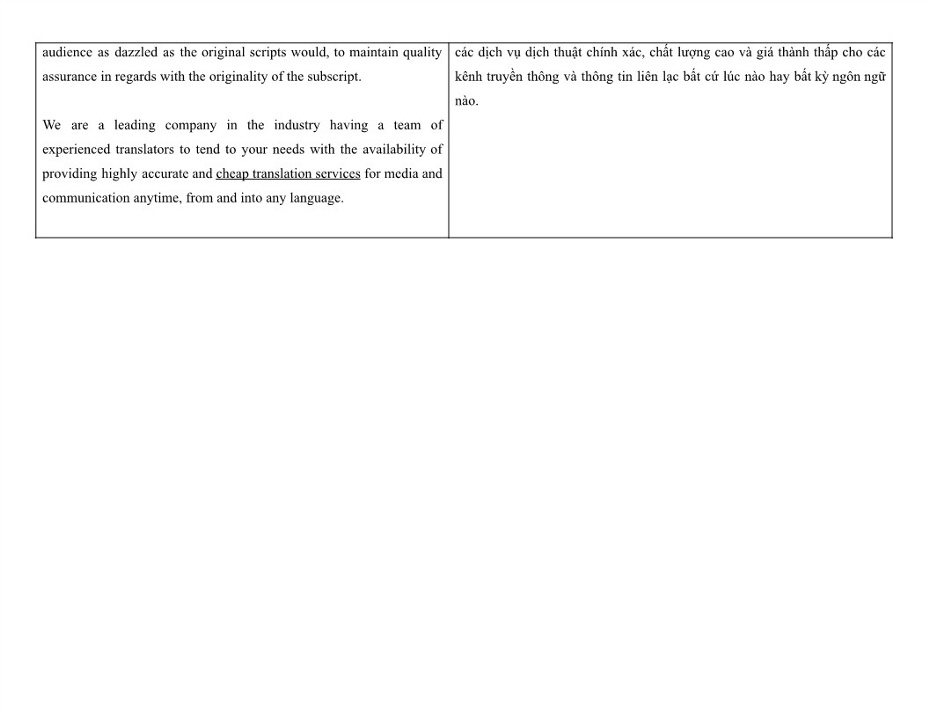 audience as dazzled as the original scripts would, to maintain quality
assurance in regards with the originality of the subscript.
We are a leading company in the industry having a team of
experienced translators to tend to your needs with the availability of
providing highly accurate and cheap translation services for media and
communication anytime, from and into any language.
các dịch vụ dịch thuật chính xác, chất lượng cao và giá thành thấp cho các
kênh truyền thông và thông tin liên lạc bất cứ lúc nào hay bất kỳ ngôn ngữ
nào.